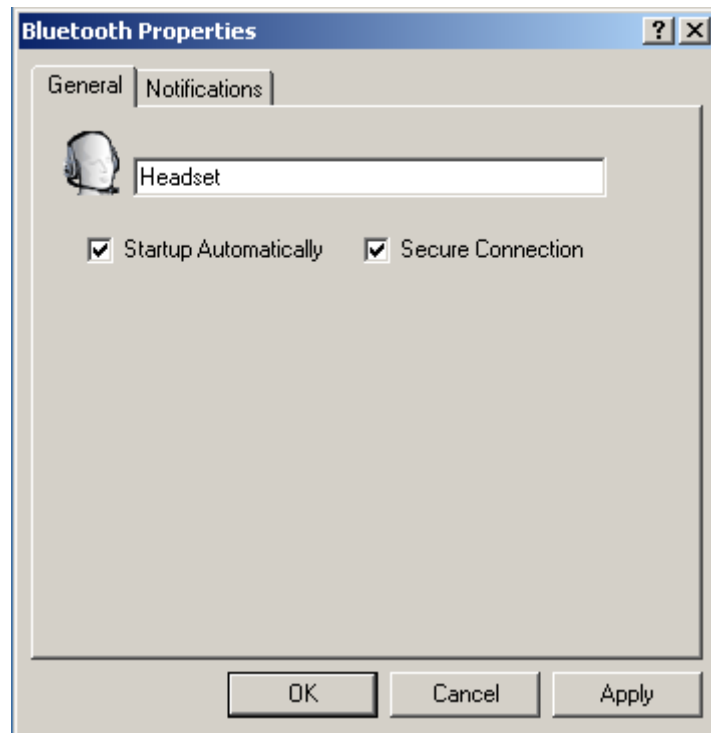 Bluetooth Properties
General Notifications
Headset
Startup Automatically Secure Connection
OK Cancel Apply